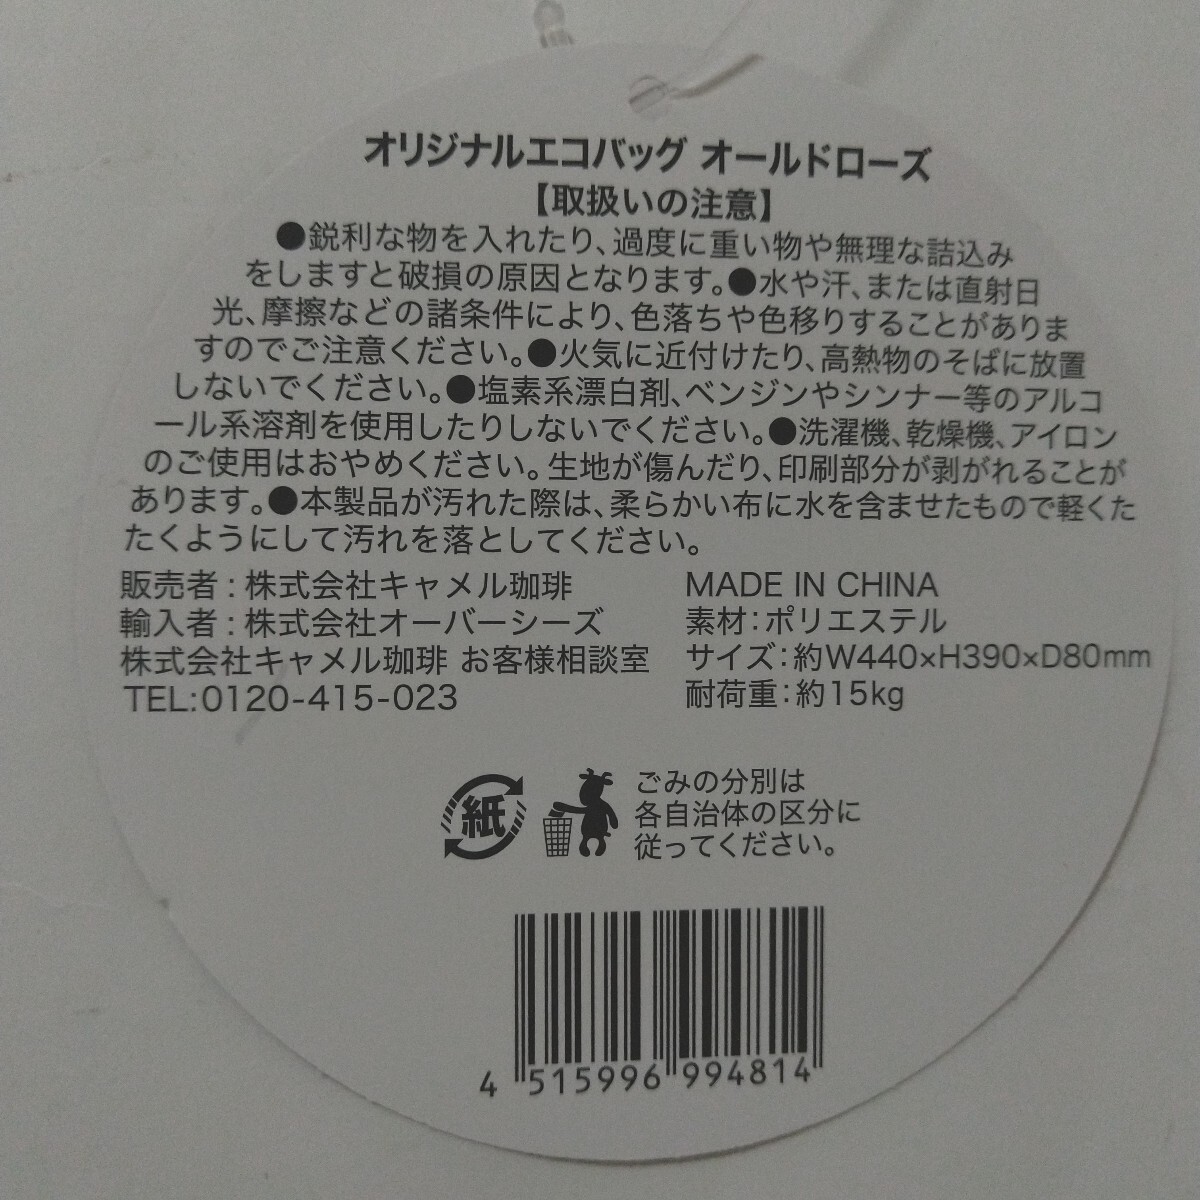 オリジナルエコバッグ オールドローズ
【取扱いの注意】
●鋭利な物を入れたり、過度に重い物や無理な詰込み
をしますと破損の原因となります。●水や汗、または直射日
光、摩擦などの諸条件により、色落ちや色移りすることがありま
すのでご注意ください。●火気に近付けたり、高熱物のそばに放置
しないでください。●塩素系漂白剤、ベンジンやシンナー等のアルコ
ール系溶剤を使用したりしないでください。●洗濯機、乾燥機、アイロン
のご使用はおやめください。生地が傷んだり、印刷部分が剥がれることが
あります。●本製品が汚れた際は、柔らかい布に水を含ませたもので軽くた
たくようにして汚れを落としてください。
販売者：株式会社キャメル珈琲
輸入者：株式会社オーバーシーズ
株式会社キャメル珈琲 お客様相談室
TEL:0120-415-023
MADE IN CHINA
素材：ポリエステル
サイズ：約W440×H390×D80mm
耐荷重：約15kg
紙
ごみの分別は
各自治体の区分に
従ってください。
4 515996 994814